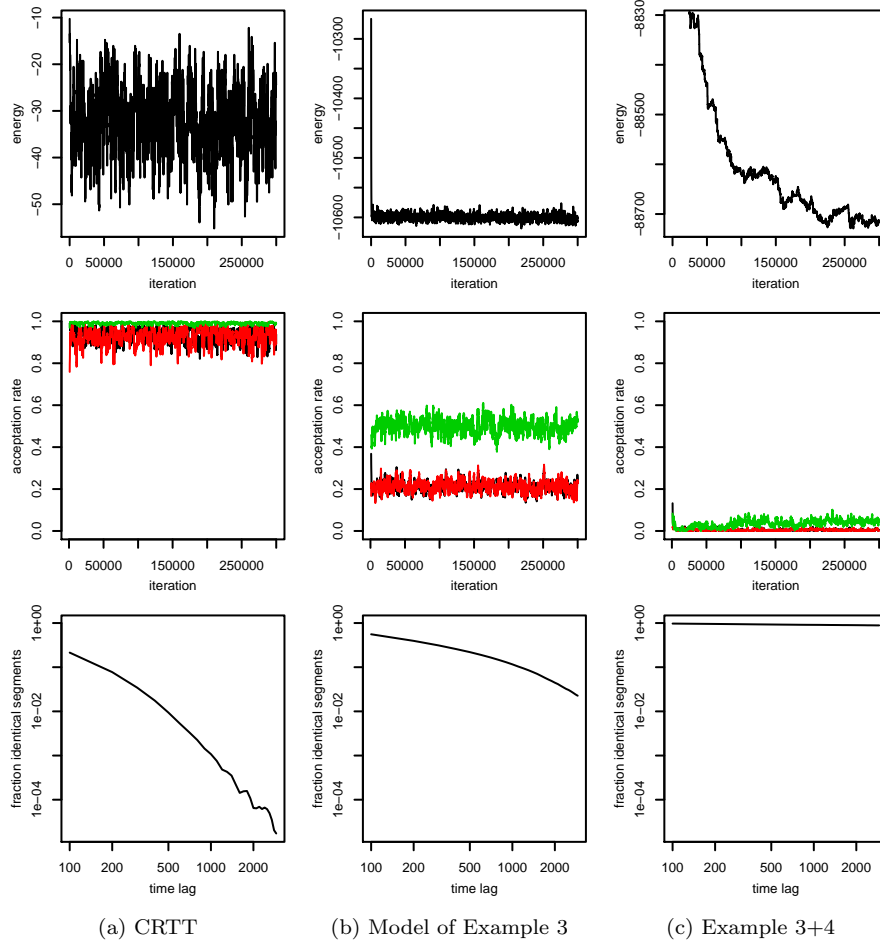 −10
−20
−30
−40
−50
energy
0 50000 150000 250000
iteration
−10300
−10400
−10500
−10600
energy
0 50000 150000 250000
iteration
−88300
−88500
−88700
energy
0 50000 150000 250000
iteration
1.0
0.8
0.6
0.4
0.2
0.0
acceptation rate
0 50000 150000 250000
iteration
1.0
0.8
0.6
0.4
0.2
0.0
acceptation rate
0 50000 150000 250000
iteration
1.0
0.8
0.6
0.4
0.2
0.0
acceptation rate
0 50000 150000 250000
iteration
1e+00
1e−02
1e−04
fraction identical segments
100 200 500 1000 2000
time lag
1e+00
1e−02
1e−04
fraction identical segments
100 200 500 1000 2000
time lag
1e+00
1e−02
1e−04
fraction identical segments
100 200 500 1000 2000
time lag
(a) CRTT
(b) Model of Example 3
(c) Example 3+4